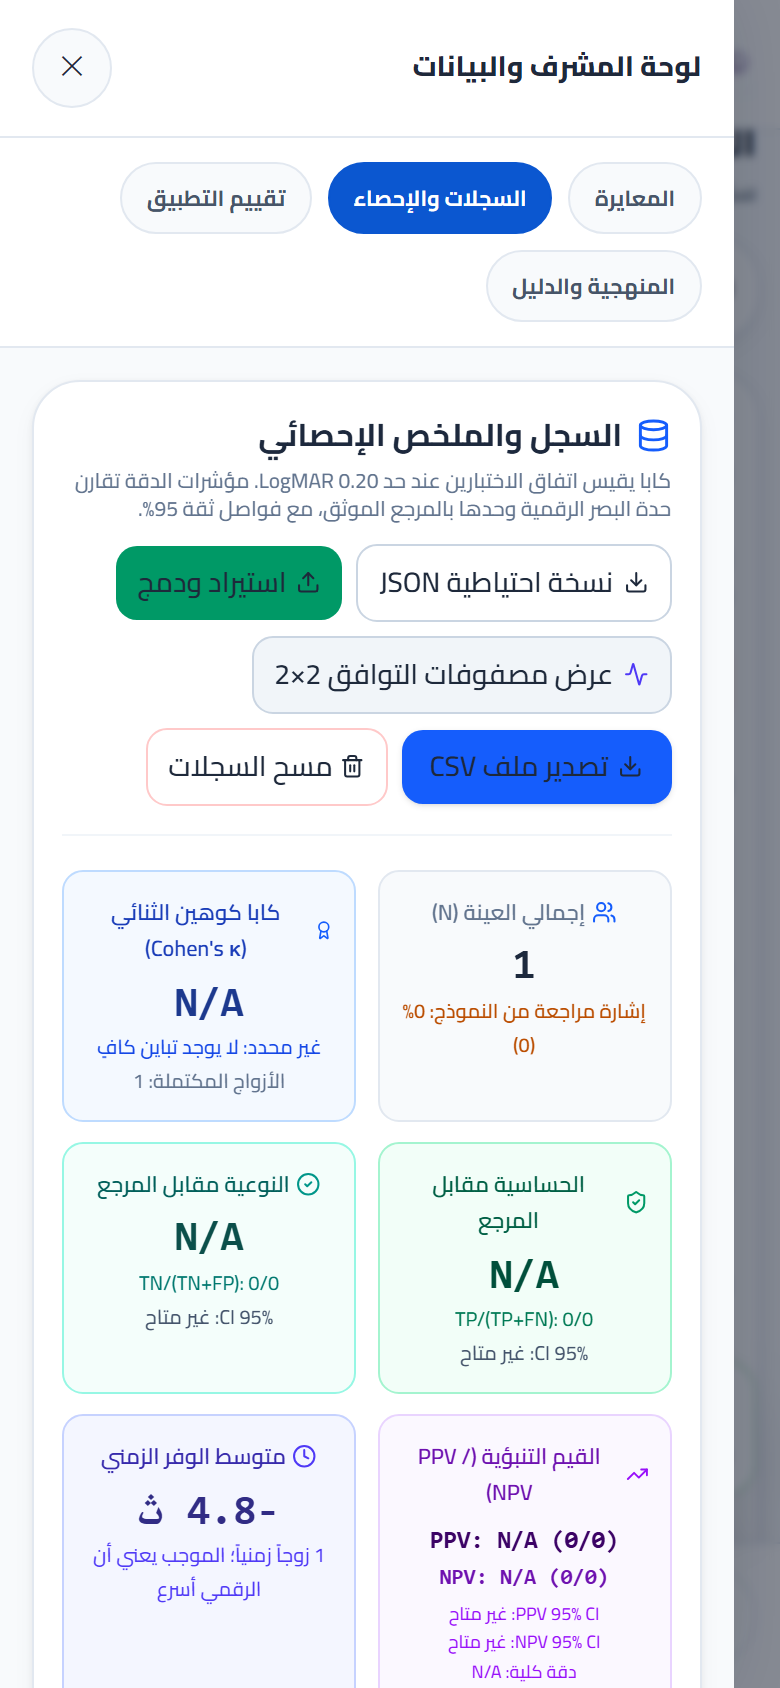 لوحة المشرف والبيانات
المعايرة
السجلات والإحصاء
تقييم التطبيق
المنهجية والدليل
السجل والملخص الإحصائي
كابا يقيس اتفاق الاختبارين عند حد 0.20 LogMAR. مؤشرات الدقة تقارن
حدة البصر الرقمية وحدها بالمرجع الموثق، مع فواصل ثقة 95%.
نسخة احتياطية JSON
استيراد ودمج
عرض مصفوفات التوافق 2×2
تصدير ملف CSV
مسح السجلات
إجمالي العينة (N)
1
إشارة مراجعة من النموذج: 0%
(0)
كابا كوهين الثنائي
(Cohen's κ)
N/A
غير محدد: لا يوجد تباين كافٍ
الأزواج المكتملة: 1
الحساسية مقابل
المرجع
N/A
TP/(TP+FN): 0/0
95% CI: غير متاح
النوعية مقابل المرجع
N/A
TN/(TN+FP): 0/0
95% CI: غير متاح
القيم التنبؤية (PPV /
NPV)
PPV: N/A (0/0)
NPV: N/A (0/0)
PPV 95% CI: غير متاح
NPV 95% CI: غير متاح
دقة كلية: N/A
متوسط الوفر الزمني
-4.8 ث
1 زوجاً زمنياً؛ الموجب يعني أن
الرقمي أسرع